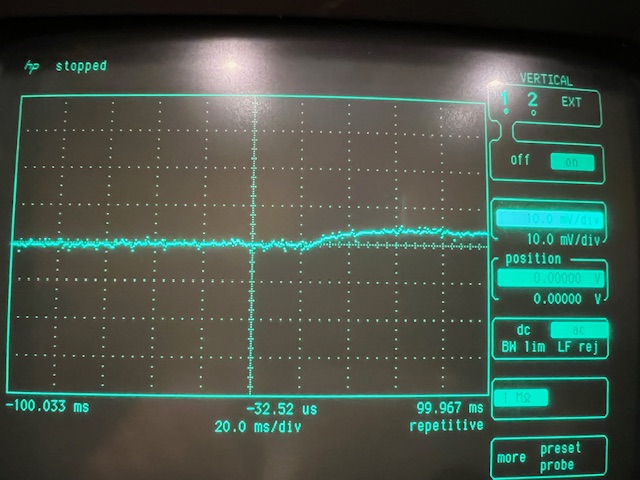 hp stopped
VERTICAL
1 2 EXT
off on
10.0 mV/div
10.0 mV/div
position
0.00000 V
0.00000 V
dc ac
BW lim LF rej
1 MΩ
-100.033 ms -32.52 us 99.967 ms
20.0 ms/div repetitive
more preset
probe